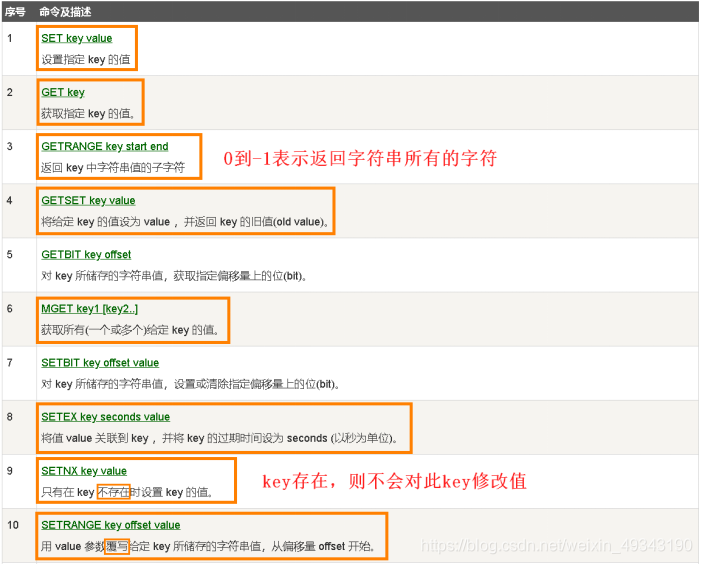 序号 命令及描述
1 SET key value
设置指定 key 的值
2 GET key
获取指定 key 的值。
3 GETRANGE key start end
返回 key 中字符串值的子字符
0到-1表示返回字符串所有的字符
4 GETSET key value
将给定 key 的值设为 value ，并返回 key 的旧值(old value)。
5 GETBIT key offset
对 key 所储存的字符串值，获取指定偏移量上的位(bit)。
6 MGET key1 [key2..]
获取所有(一个或多个)给定 key 的值。
7 SETBIT key offset value
对 key 所储存的字符串值，设置或清除指定偏移量上的位(bit)。
8 SETEX key seconds value
将值 value 关联到 key ，并将 key 的过期时间设为 seconds (以秒为单位)。
9 SETNX key value
只有在 key 不存在时设置 key 的值。
key存在，则不会对此key修改值
10 SETRANGE key offset value
用 value 参数覆写给定 key 所储存的字符串值，从偏移量 offset 开始。
https://blog.csdn.net/weixin_49343190